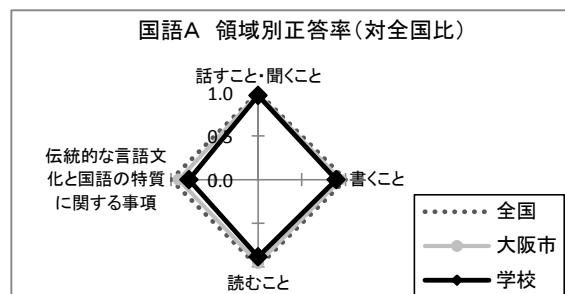 国語A 領域別正答率(対全国比)
話すこと・聞くこと
1.0
0.5
0.0
伝統的な言語文
化と国語の特質
に関する事項
書くこと
読むこと
全国
大阪市
学校